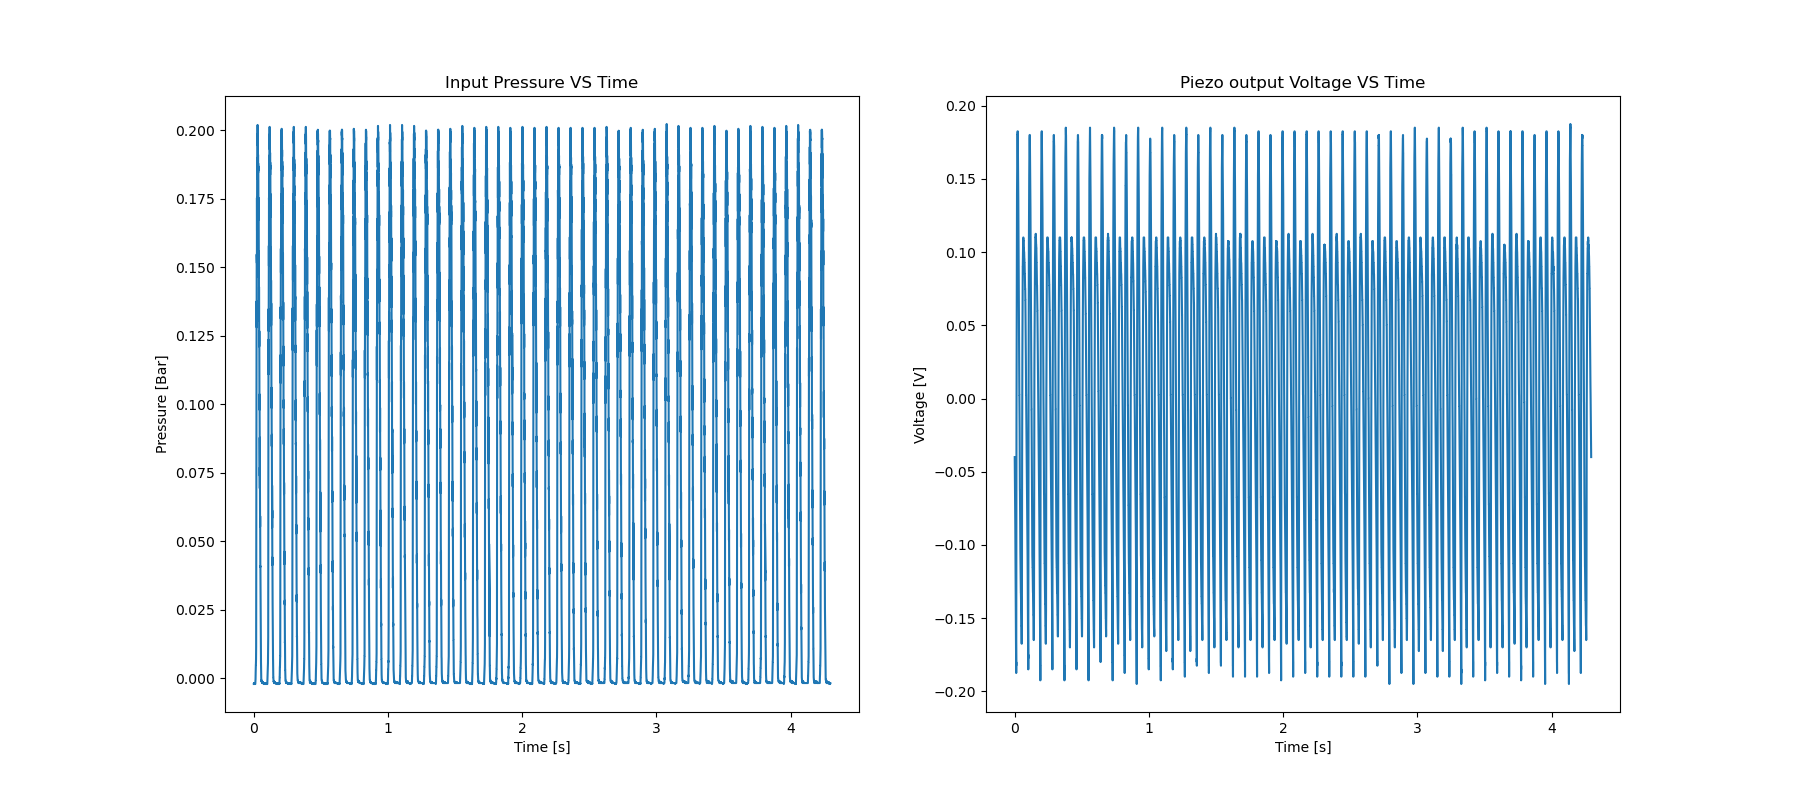 Input Pressure VS Time
0.200
0.175
0.150
0.125
0.100
0.075
0.050
0.025
0.000
Pressure [Bar]
0 1 2 3 4
Time [s]
Piezo output Voltage VS Time
0.20
0.15
0.10
0.05
0.00
−0.05
−0.10
−0.15
−0.20
Voltage [V]
0 1 2 3 4
Time [s]